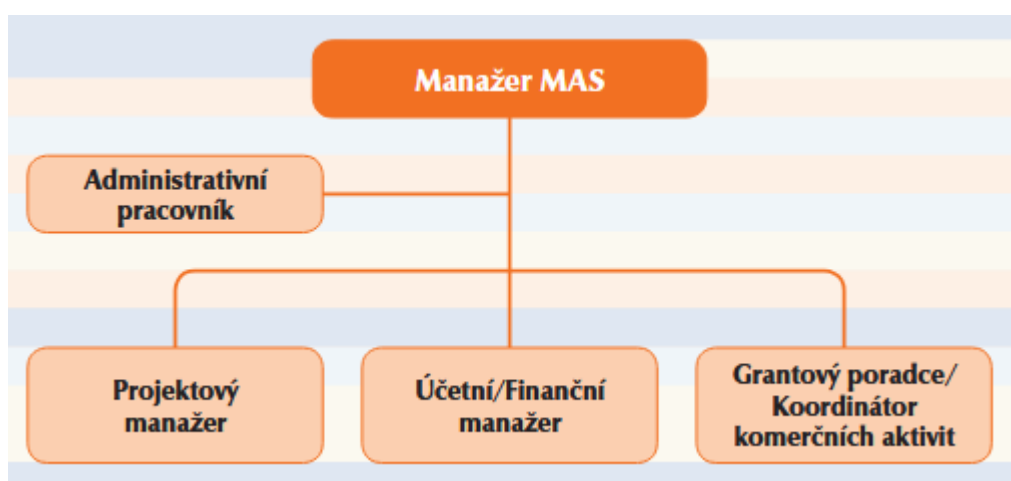 Manažer MAS
Administrativní
pracovník
Projektový
manažer
Účetní/Finanční
manažer
Grantový poradce/
Koordinátor
komerčních aktivit